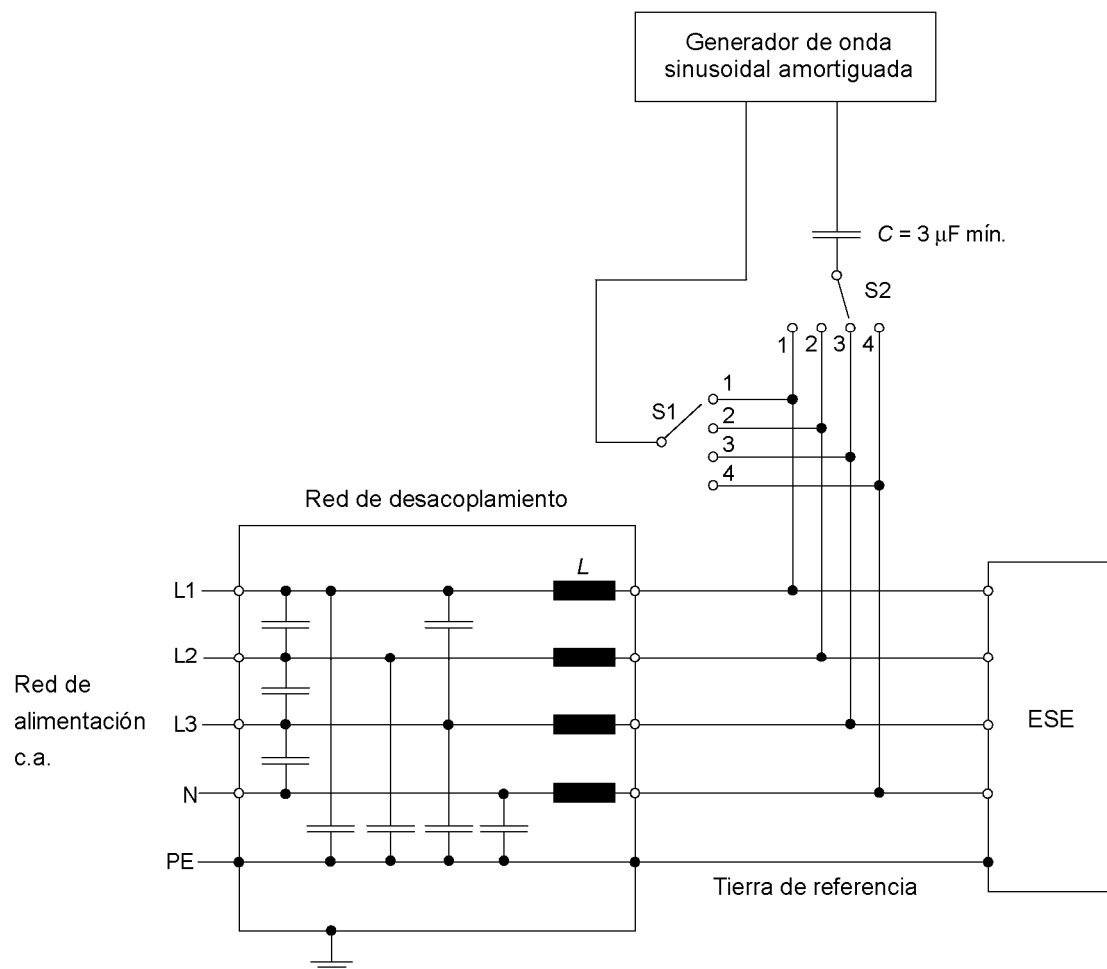 Generador de onda
sinusoidal amortiguada
C = 3 μF mín.
S2
1 2 3 4
S1
1
2
3
4
Red de desacoplamiento
L
L1
L2
L3
N
PE
Red de
alimentación
c.a.
ESE
Tierra de referencia